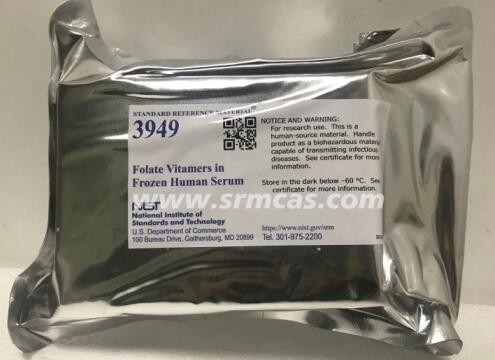 STANDARD REFERENCE MATERIAL®
3949
Folate Vitamers in
Frozen Human Serum
NIST
National Institute of
Standards and Technology
U.S. Department of Commerce
100 Bureau Drive, Gaithersburg, MD 20899
NOTICE AND WARNING:
For research use. This is a
human-source material. Handle
product as a biohazardous material
capable of transmitting infectious
diseases. See certificate for more
information.
Store in the dark below −60 °C. See
certificate for more information.
https://www.nist.gov/srm
Tel. 301-975-2200
www.srmcas.com